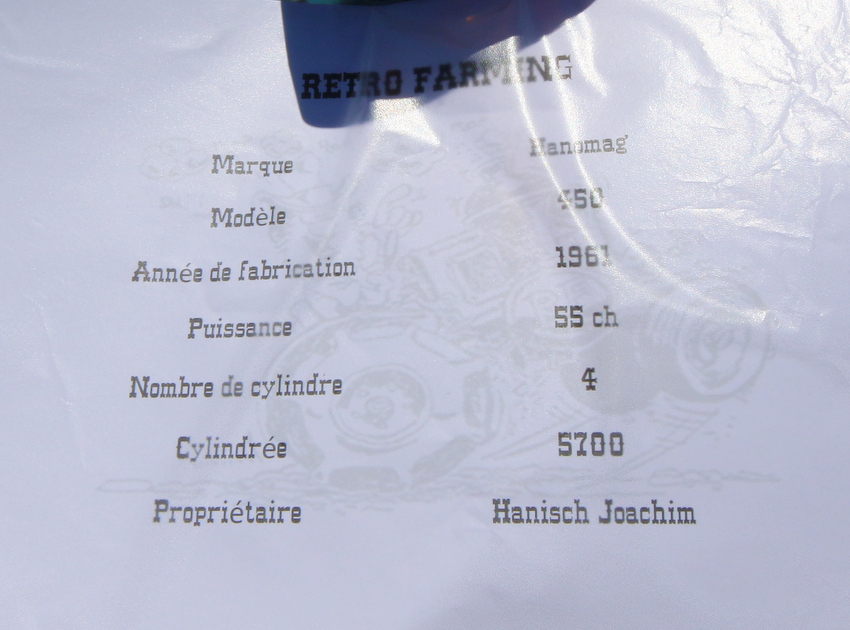 RETRO FARMING
Marque Hanomag
Modèle 450
Année de fabrication 1961
Puissance 55 ch
Nombre de cylindre 4
Cylindrée 5700
Propriétaire Hanisch Joachim